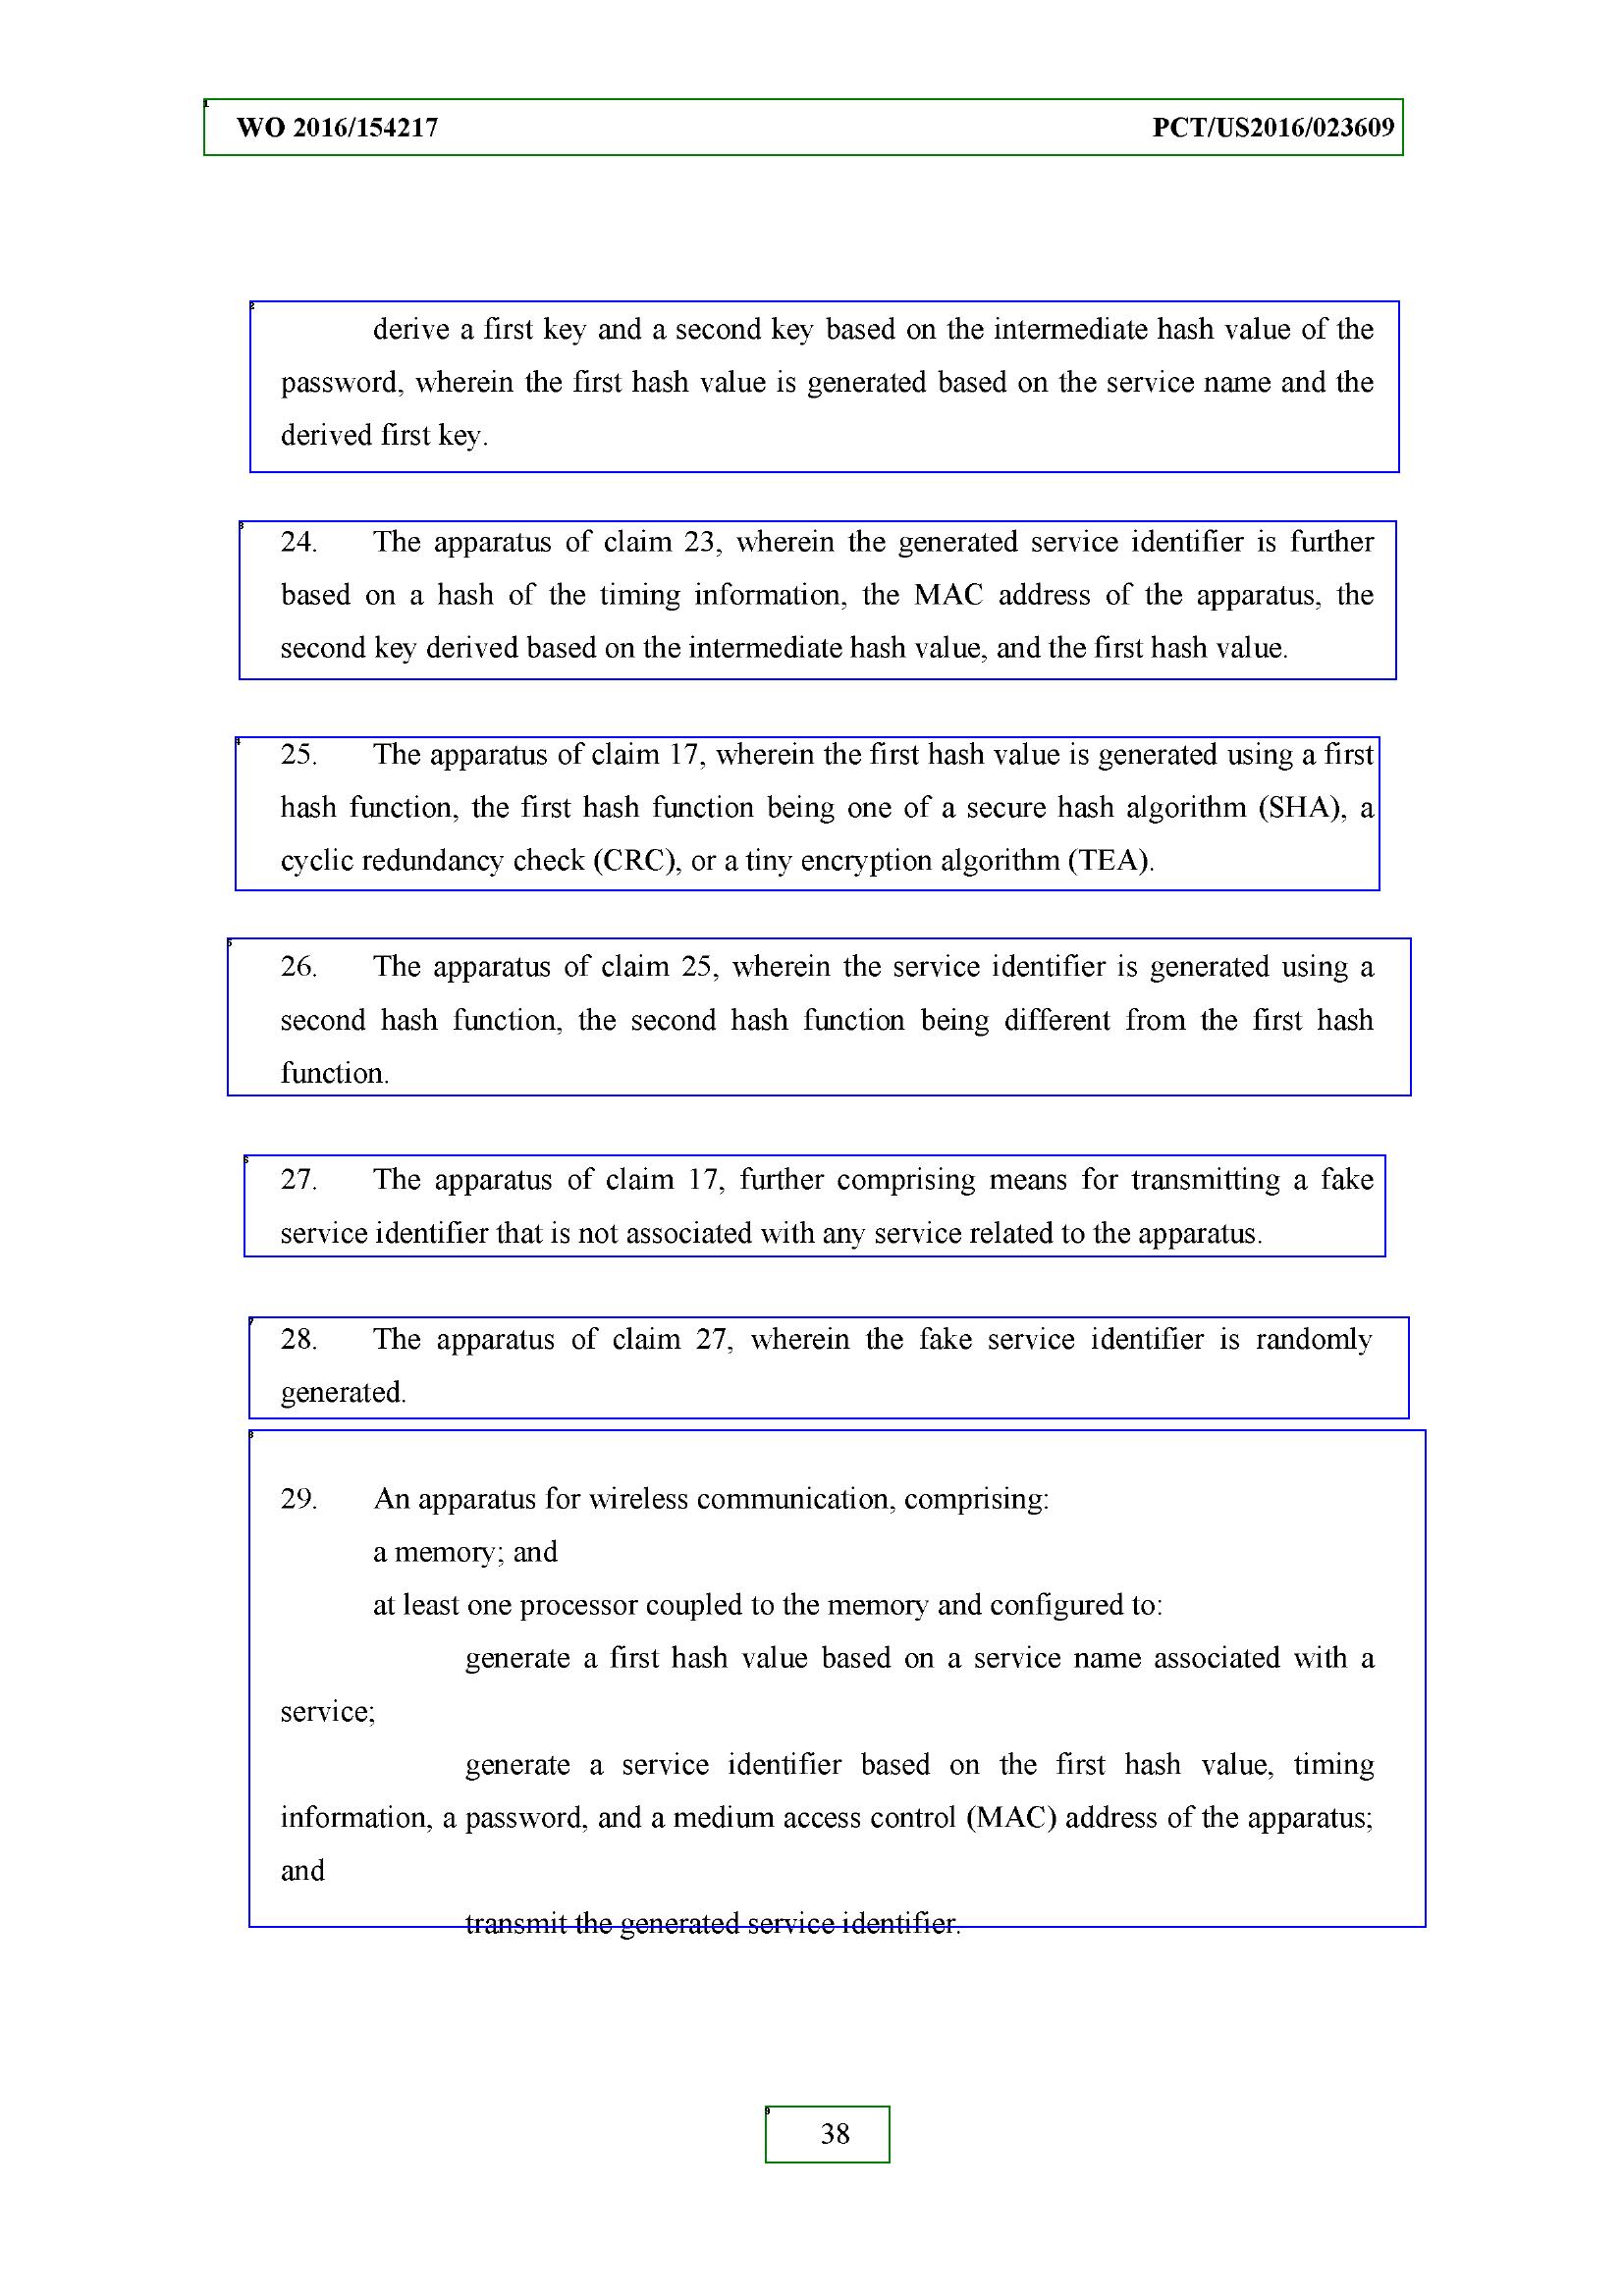 WO 2016/154217 PCT/US2016/023609
derive a first key and a second key based on the intermediate hash value of the
password, wherein the first hash value is generated based on the service name and the
derived first key.
24. The apparatus of claim 23, wherein the generated service identifier is further
based on a hash of the timing information, the MAC address of the apparatus, the
second key derived based on the intermediate hash value, and the first hash value.
25. The apparatus of claim 17, wherein the first hash value is generated using a first
hash function, the first hash function being one of a secure hash algorithm (SHA), a
cyclic redundancy check (CRC), or a tiny encryption algorithm (TEA).
26. The apparatus of claim 25, wherein the service identifier is generated using a
second hash function, the second hash function being different from the first hash
function.
27. The apparatus of claim 17, further comprising means for transmitting a fake
service identifier that is not associated with any service related to the apparatus.
28. The apparatus of claim 27, wherein the fake service identifier is randomly
generated.
29. An apparatus for wireless communication, comprising:
a memory; and
at least one processor coupled to the memory and configured to:
generate a first hash value based on a service name associated with a
service;
generate a service identifier based on the first hash value, timing
information, a password, and a medium access control (MAC) address of the apparatus;
and
transmit the generated service identifier.
38